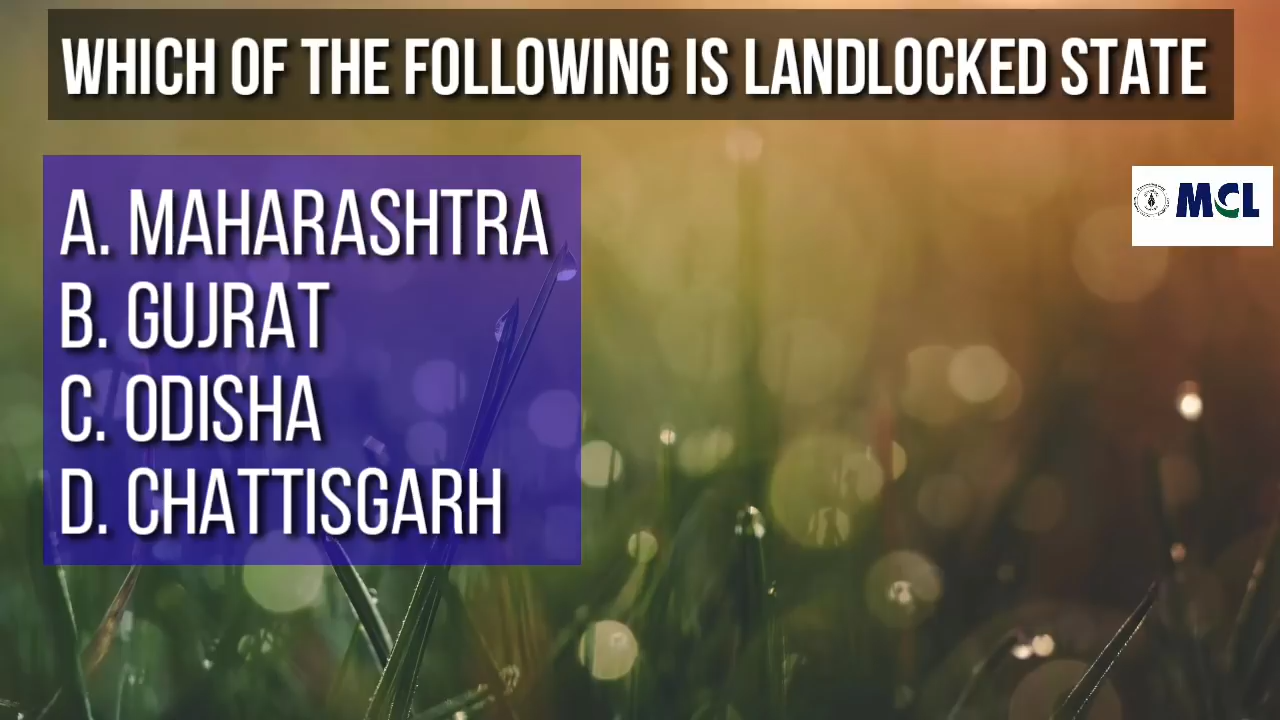 WHICH OF THE FOLLOWING IS LANDLOCKED STATE
A. MAHARASHTRA
B. GUJRAT
C. ODISHA
D. CHATTISGARH
MCL